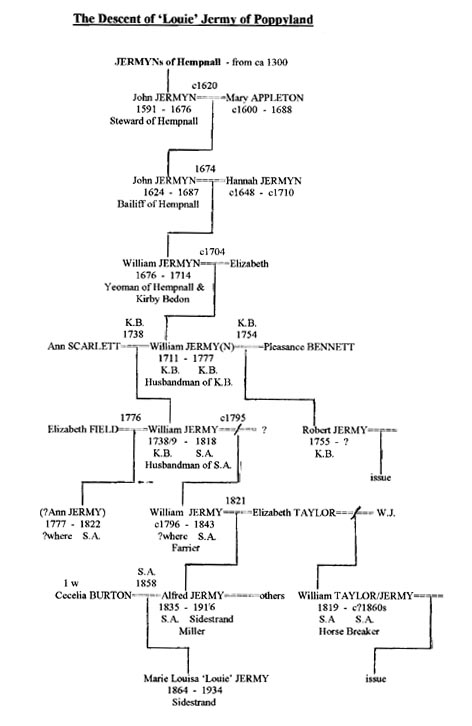 The Descent of 'Louie' Jermy of Poppyland
JERMYNs of Hempnall - from ca 1300
c1620
John JERMYN Mary APPLETON
1591 - 1676 c1600 - 1688
Steward of Hempnall
1674
John JERMYN Hannah JERMYN
1624 - 1687 c1648 - c1710
Bailiff of Hempnall
c1704
William JERMYN Elizabeth
1676 - 1714
Yeoman of Hempnall &
Kirby Bedon
K.B. K.B.
1738 1754
Ann SCARLETT William JERMY(N) Pleasance BENNETT
1711 - 1777
K.B. K.B.
Husbandman of K.B.
1776 c1795
Elizabeth FIELD William JERMY ? Robert JERMY
1738/9 - 1818 1755 - ?
K.B. S.A. K.B.
Husbandman of S.A.
issue
1821
(?Ann JERMY) William JERMY Elizabeth TAYLOR W.J.
1777 - 1822 c1796 - 1843
?where S.A. ?where S.A.
Farrier
S.A.
1 w 1858
Cecelia BURTON Alfred JERMY others William TAYLOR/JERMY
1835 - 1916 1819 - c?1860s
S.A. Sidestrand S.A S.A.
Miller Horse Breaker
Marie Louisa 'Louie' JERMY issue
1864 - 1934
Sidestrand